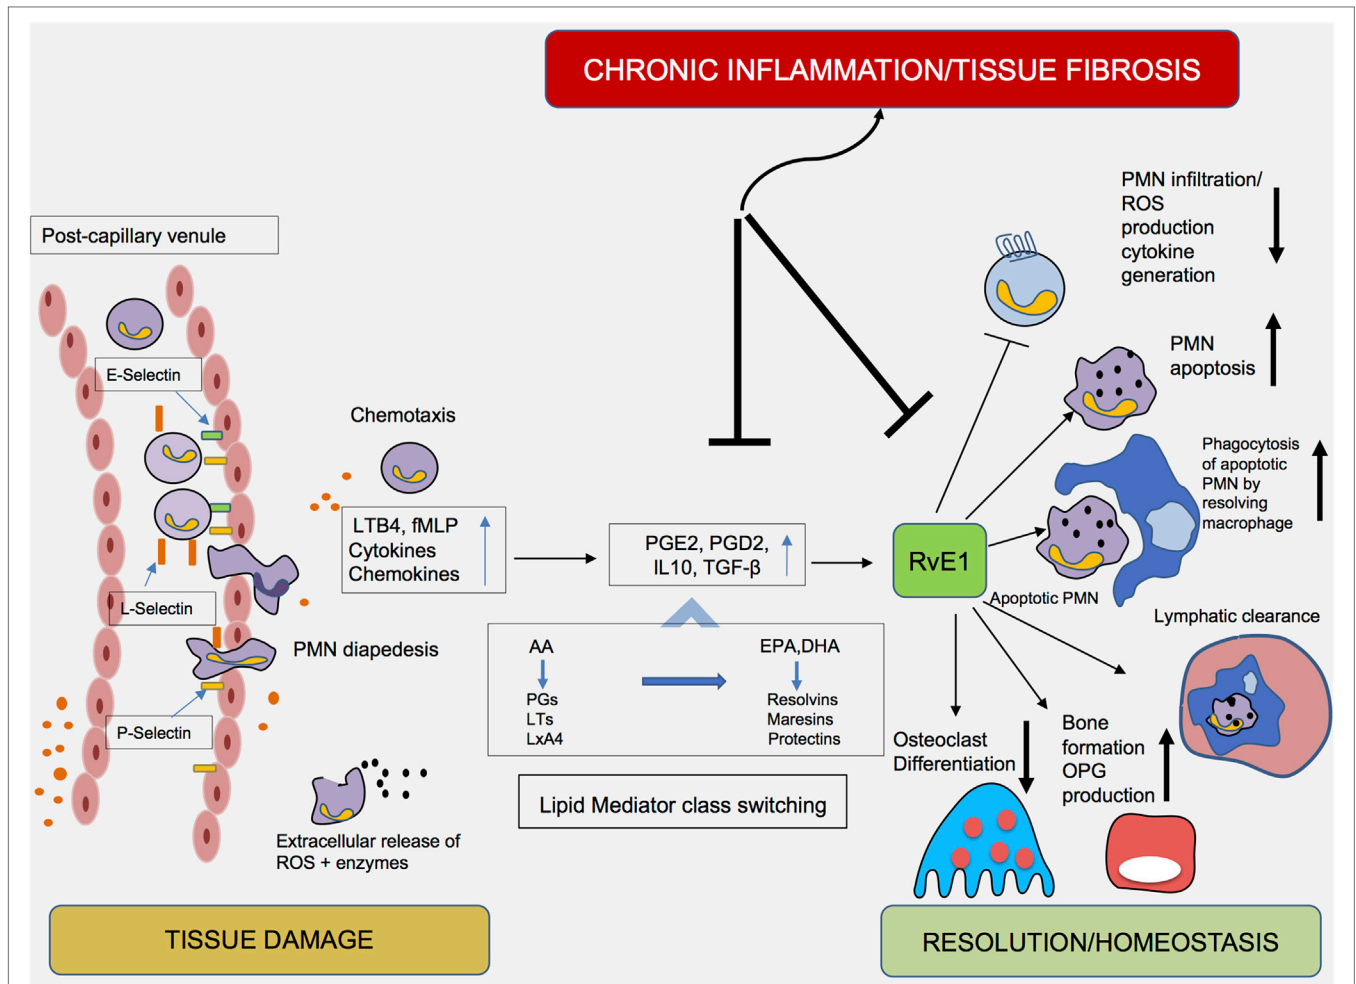 CHRONIC INFLAMMATION/TISSUE FIBROSIS
Post-capillary venule
E-Selectin
L-Selectin
P-Selectin
PMN diapedesis
Extracellular release of
ROS + enzymes
TISSUE DAMAGE
Chemotaxis
LTB4, fMLP
Cytokines
Chemokines
PGE2, PGD2,
IL10, TGF-β
AA
PGs
LTs
LxA4
EPA,DHA
Resolvins
Maresins
Protectins
Lipid Mediator class switching
RvE1
PMN infiltration/
ROS
production
cytokine
generation
PMN
apoptosis
Phagocytosis
of apoptotic
PMN by
resolving
macrophage
Apoptotic PMN
Lymphatic clearance
Osteoclast
Differentiation
Bone
formation
OPG
production
RESOLUTION/HOMEOSTASIS